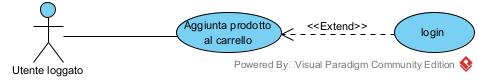 Aggiunta prodotto
al carrello
<<Extend>>
login
Utente loggato
Powered By Visual Paradigm Community Edition